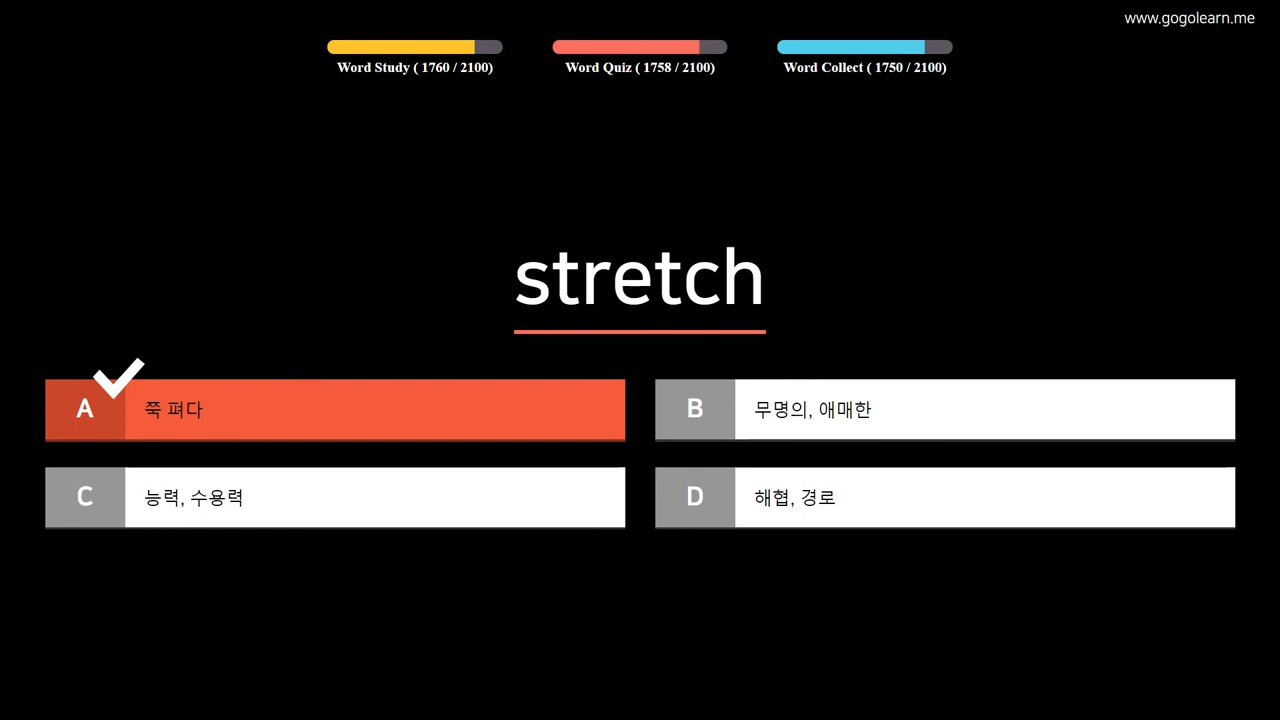 www.gogolearn.me
Word Study ( 1760 / 2100)
Word Quiz ( 1758 / 2100)
Word Collect ( 1750 / 2100)
stretch
A 쭉 펴다
B 무명의, 애매한
C 능력, 수용력
D 해협, 경로